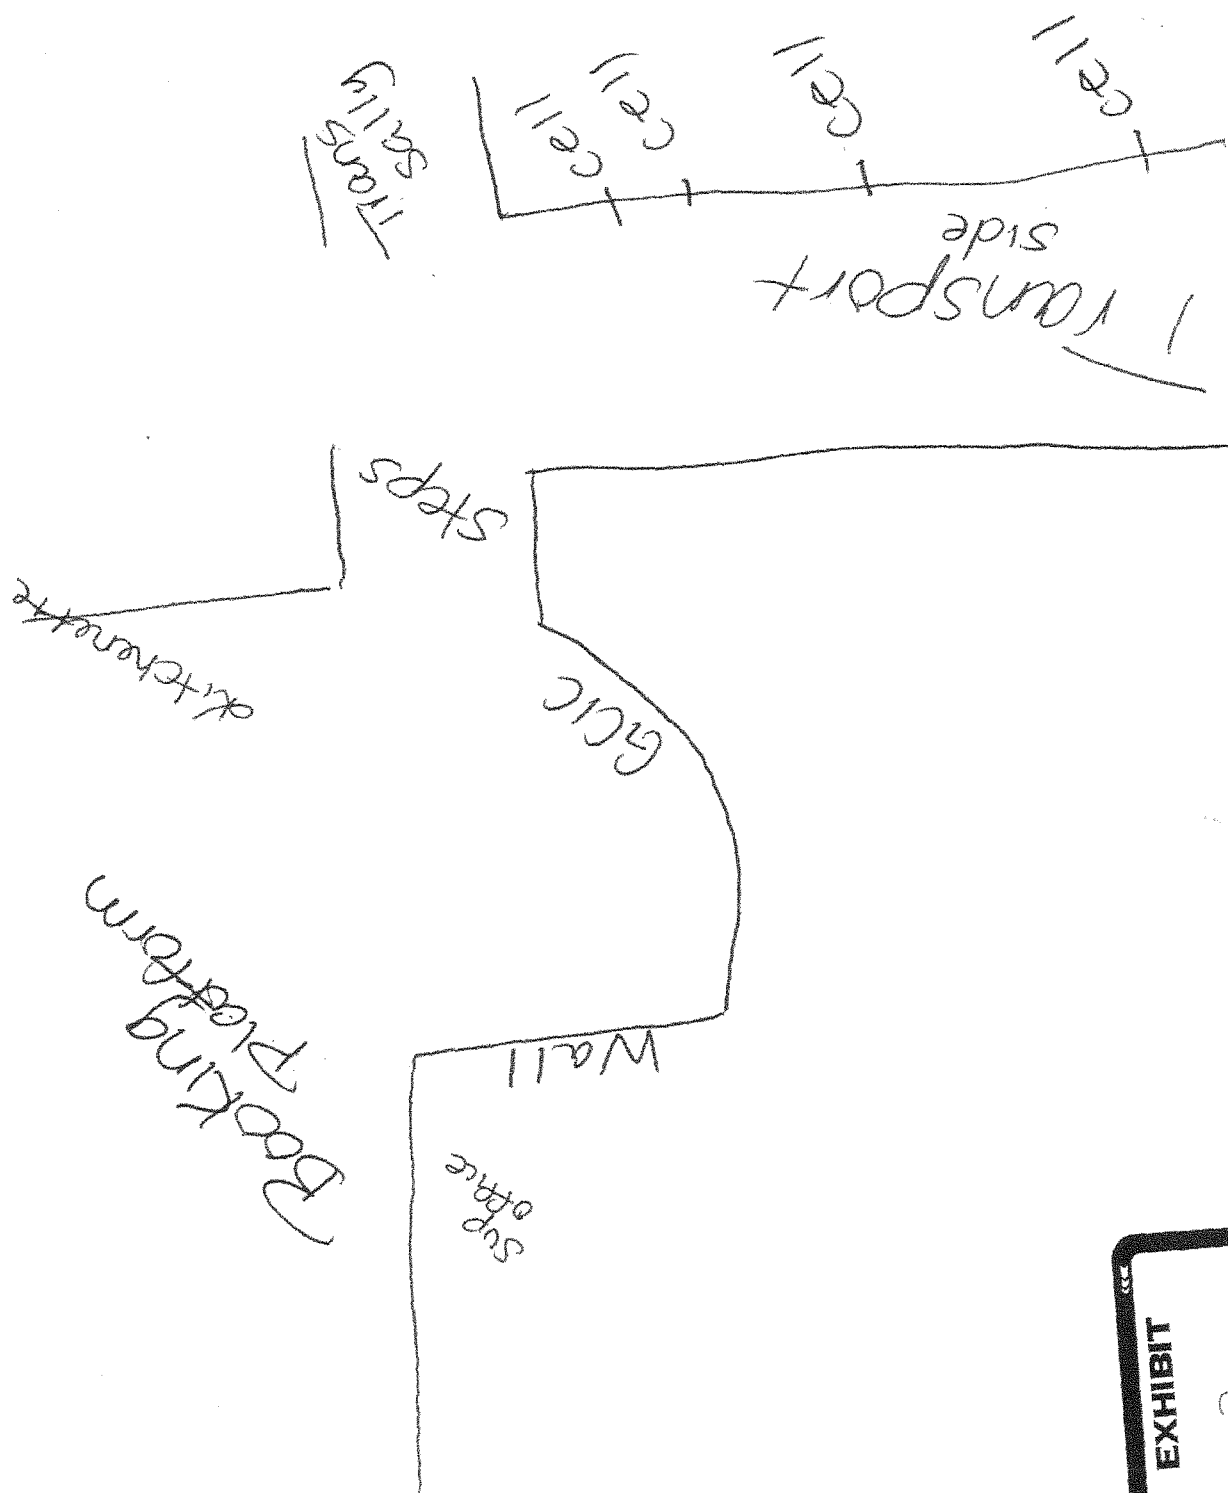 Sup
office
Wall
Booking
Platform
GCIC
Kitchenette
Steps
Transport
side
Cell
Cell
Cell
Cell
Trans
Sally
EXHIBIT